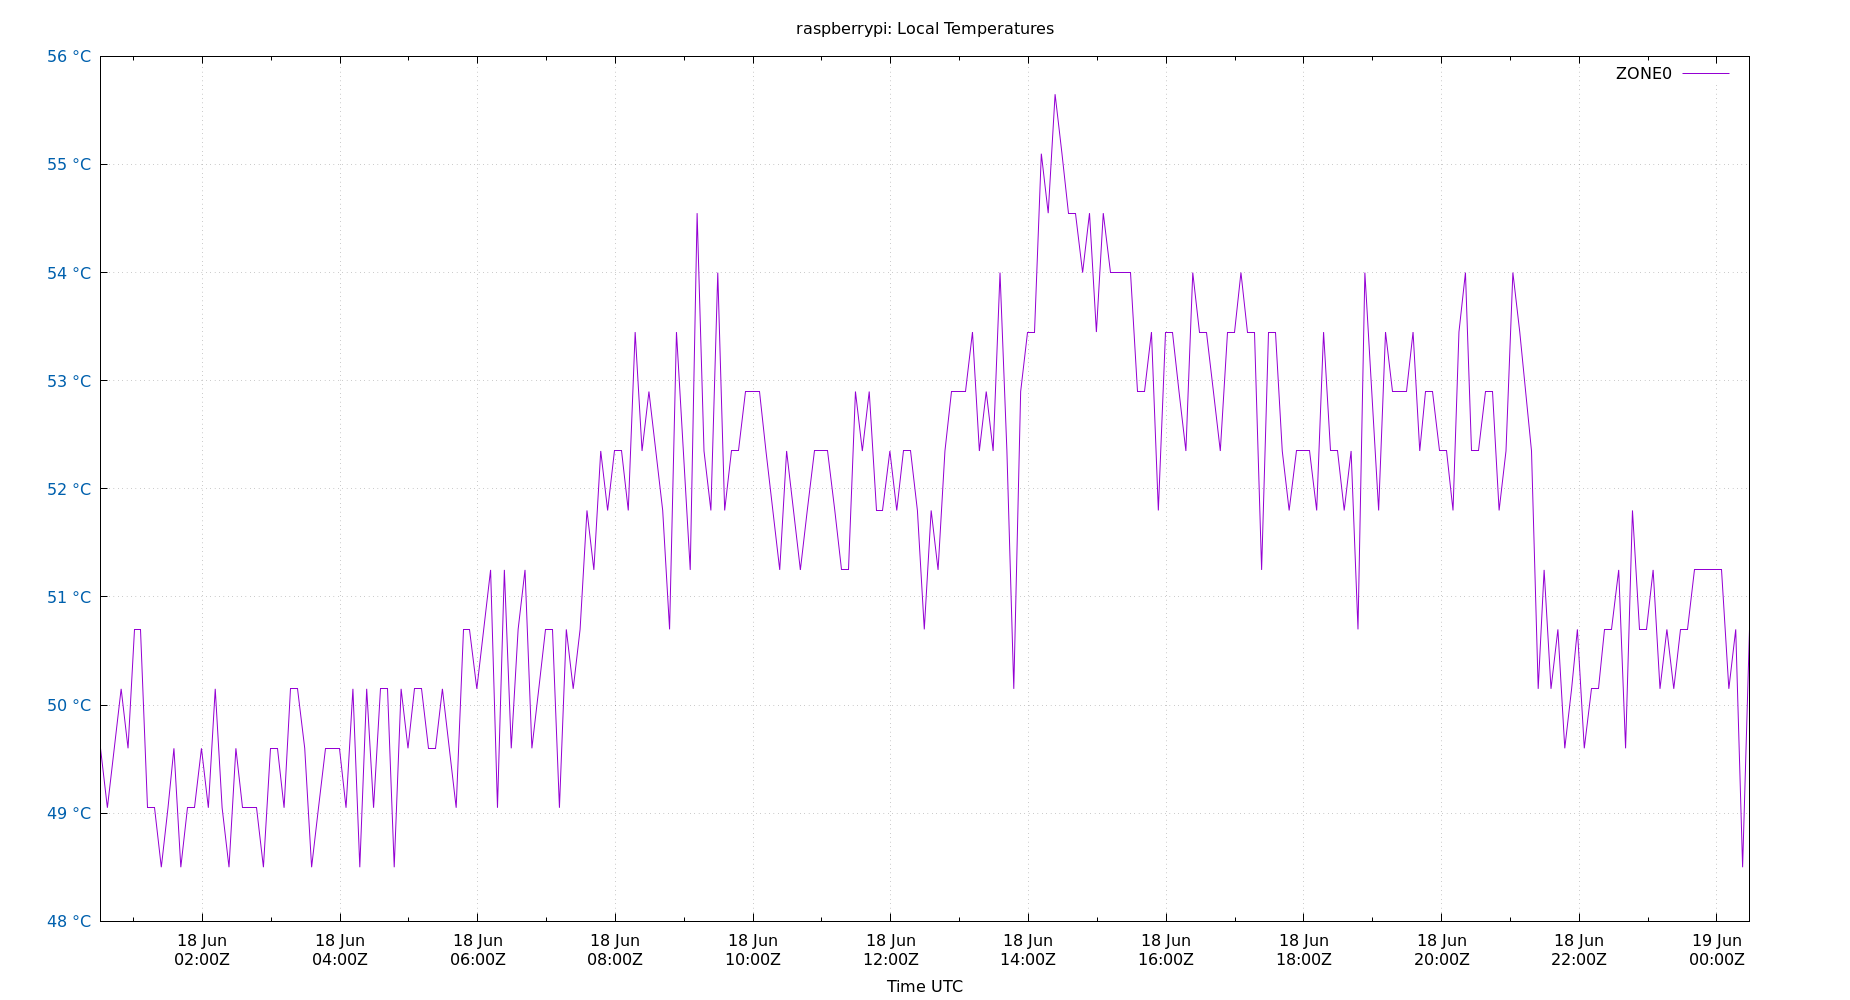 raspberrypi: Local Temperatures
56 °C
ZONE0
55 °C
54 °C
53 °C
52 °C
51 °C
50 °C
49 °C
48 °C
18 Jun 18 Jun 18 Jun 18 Jun 18 Jun 18 Jun 18 Jun 18 Jun 18 Jun 18 Jun 18 Jun 19 Jun
02:00Z 04:00Z 06:00Z 08:00Z 10:00Z 12:00Z 14:00Z 16:00Z 18:00Z 20:00Z 22:00Z 00:00Z
Time UTC